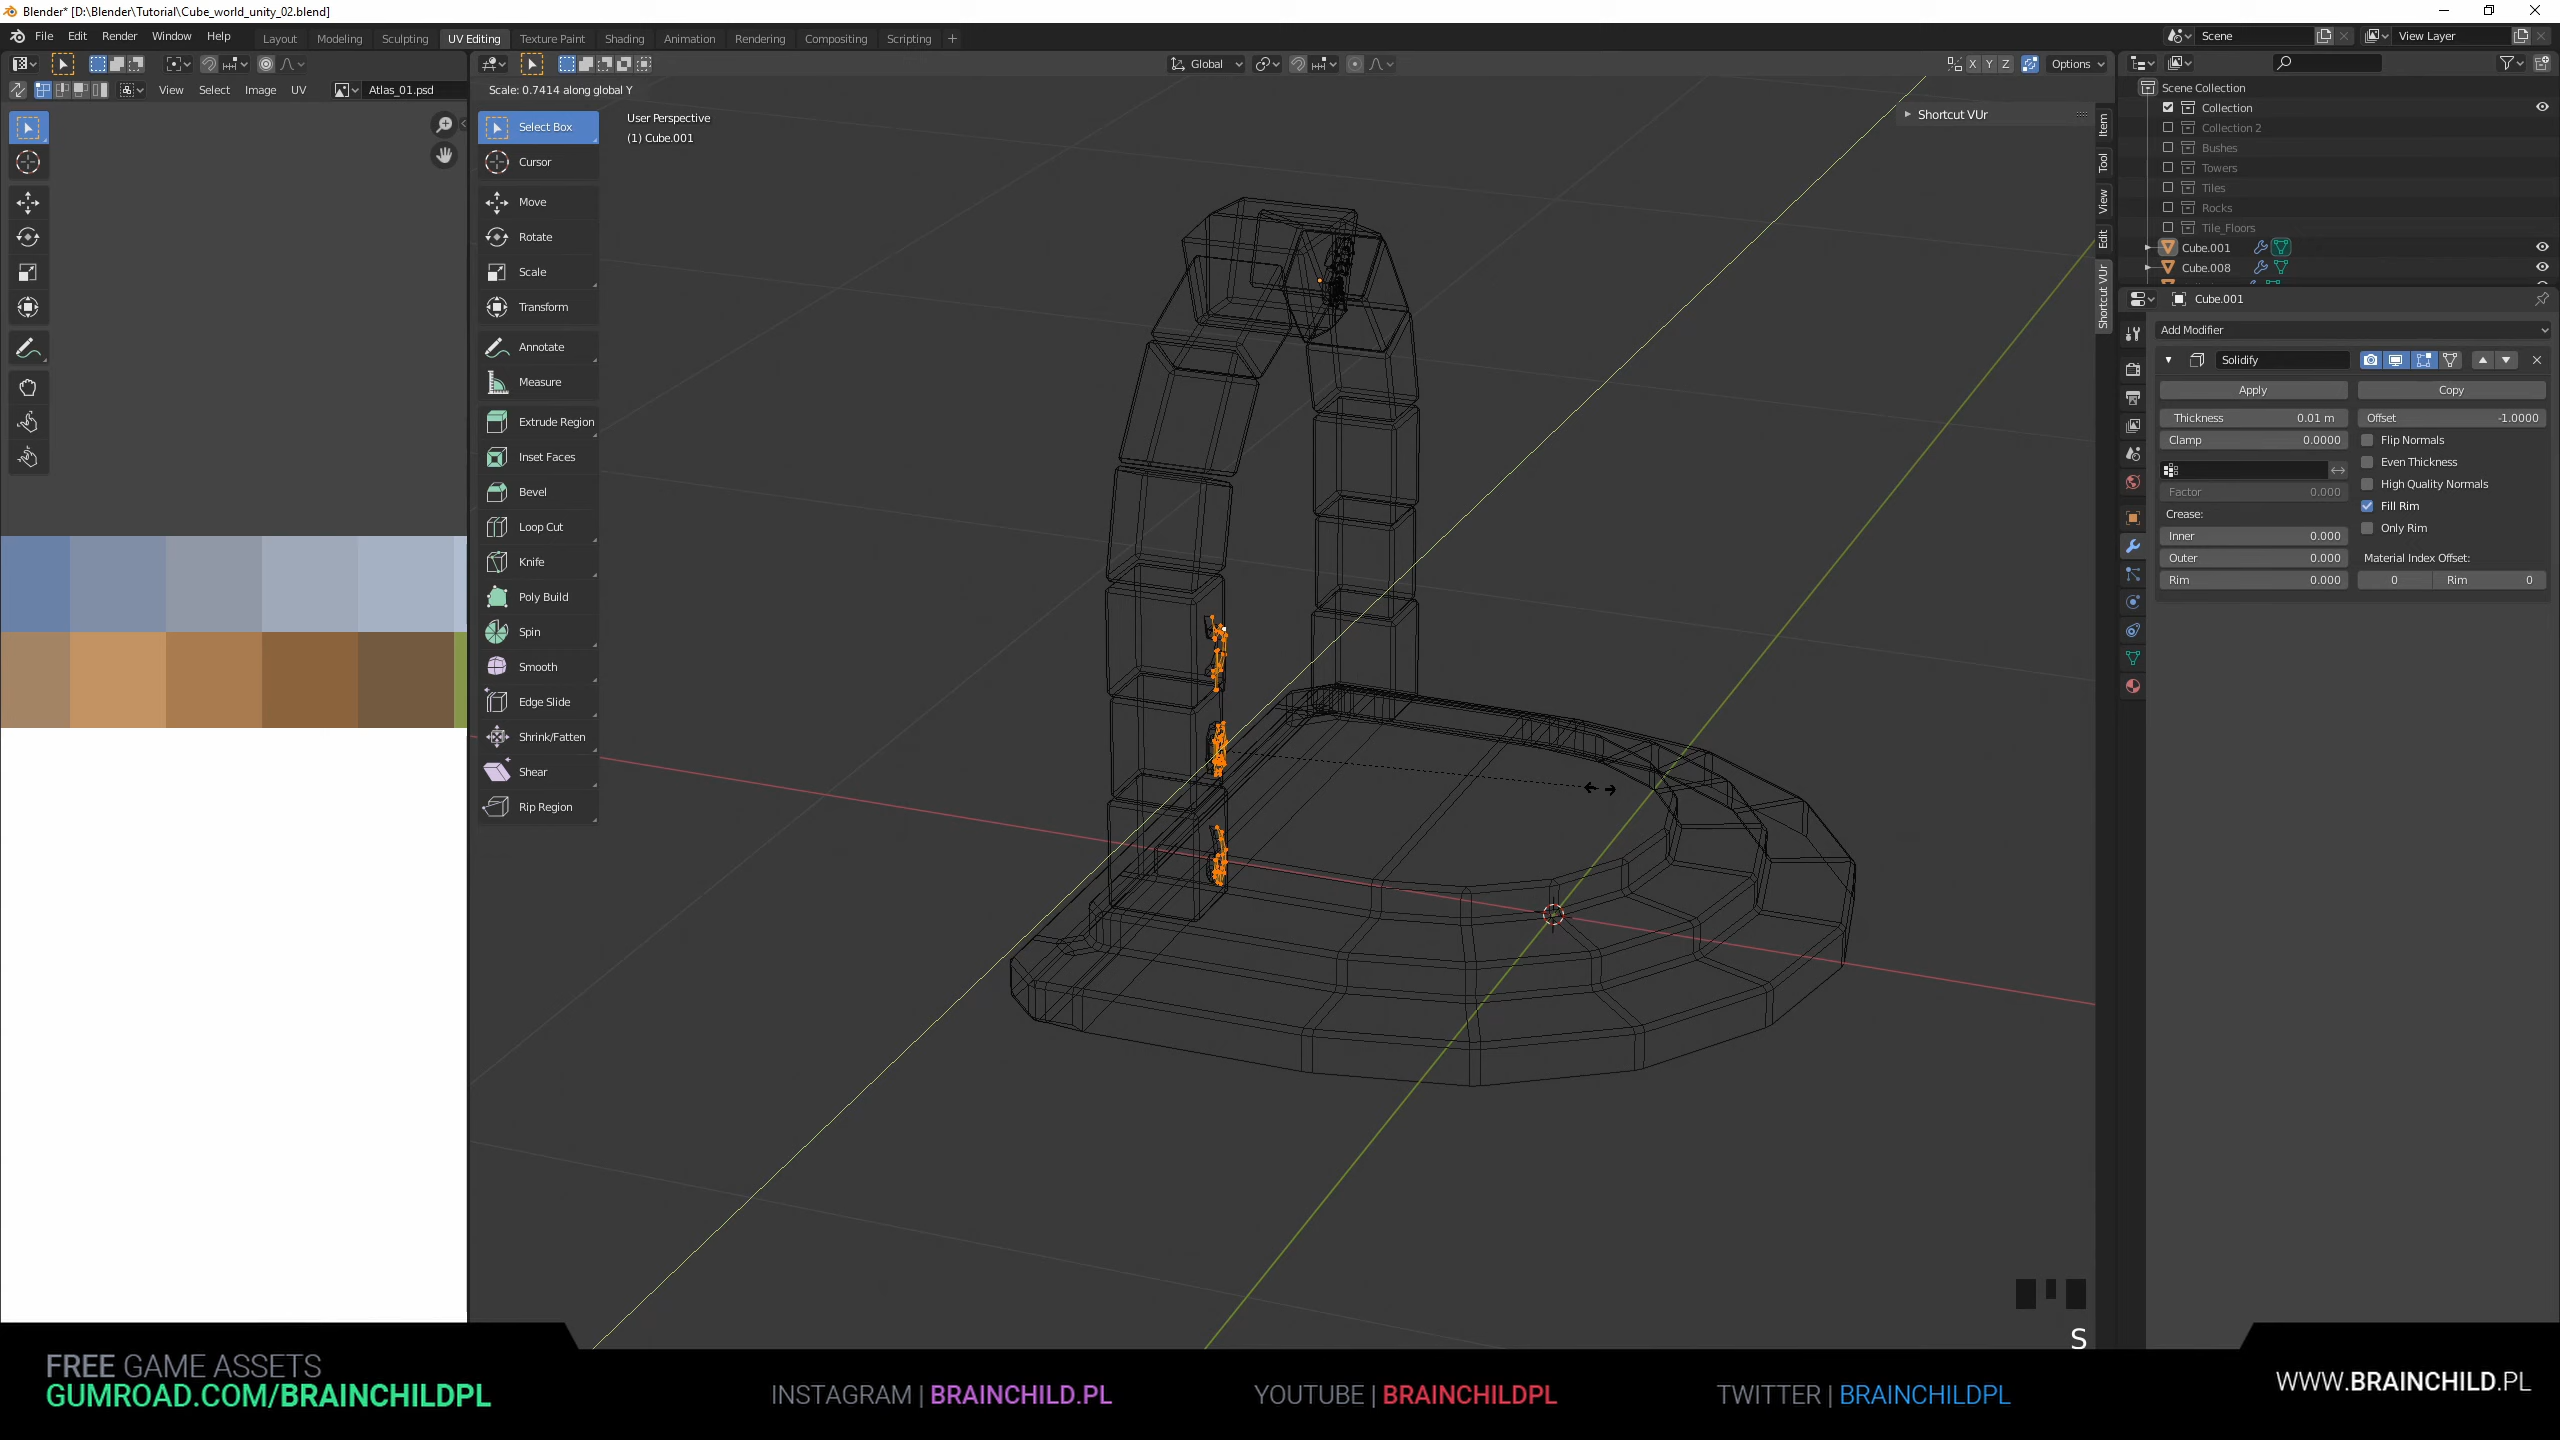 Blender* [D:\Blender\Tutorial\Cube_world_unity_02.blend]
File Edit Render Window Help Layout Modeling Sculpting UV Editing Texture Paint Shading Animation Rendering Compositing Scripting + Scene View Layer
Global X Y Z Options
View Select Image UV Atlas_01.psd Scale: 0.7414 along global Y
Select Box
Cursor
Move
Rotate
Scale
Transform
Annotate
Measure
Extrude Region
Inset Faces
Bevel
Loop Cut
Knife
Poly Build
Spin
Smooth
Edge Slide
Shrink/Fatten
Shear
Rip Region
User Perspective
(1) Cube.001
Shortcut VUr
Item
Tool
View
Edit
Shortcut VUr
Scene Collection
Collection
Collection 2
Bushes
Towers
Tiles
Rocks
Tile_Floors
Cube.001
Cube.008
Cube.001
Add Modifier
Solidify
Apply Copy
Thickness 0.01 m Offset -1.0000
Clamp 0.0000 Flip Normals
Even Thickness
Factor 0.000 High Quality Normals
Crease: Fill Rim
Only Rim
Inner 0.000
Outer 0.000 Material Index Offset:
Rim 0.000 0 Rim 0
S
FREE GAME ASSETS
GUMROAD.COM/BRAINCHILDPL
INSTAGRAM | BRAINCHILD.PL
YOUTUBE | BRAINCHILDPL
TWITTER | BRAINCHILDPL
WWW.BRAINCHILD.PL